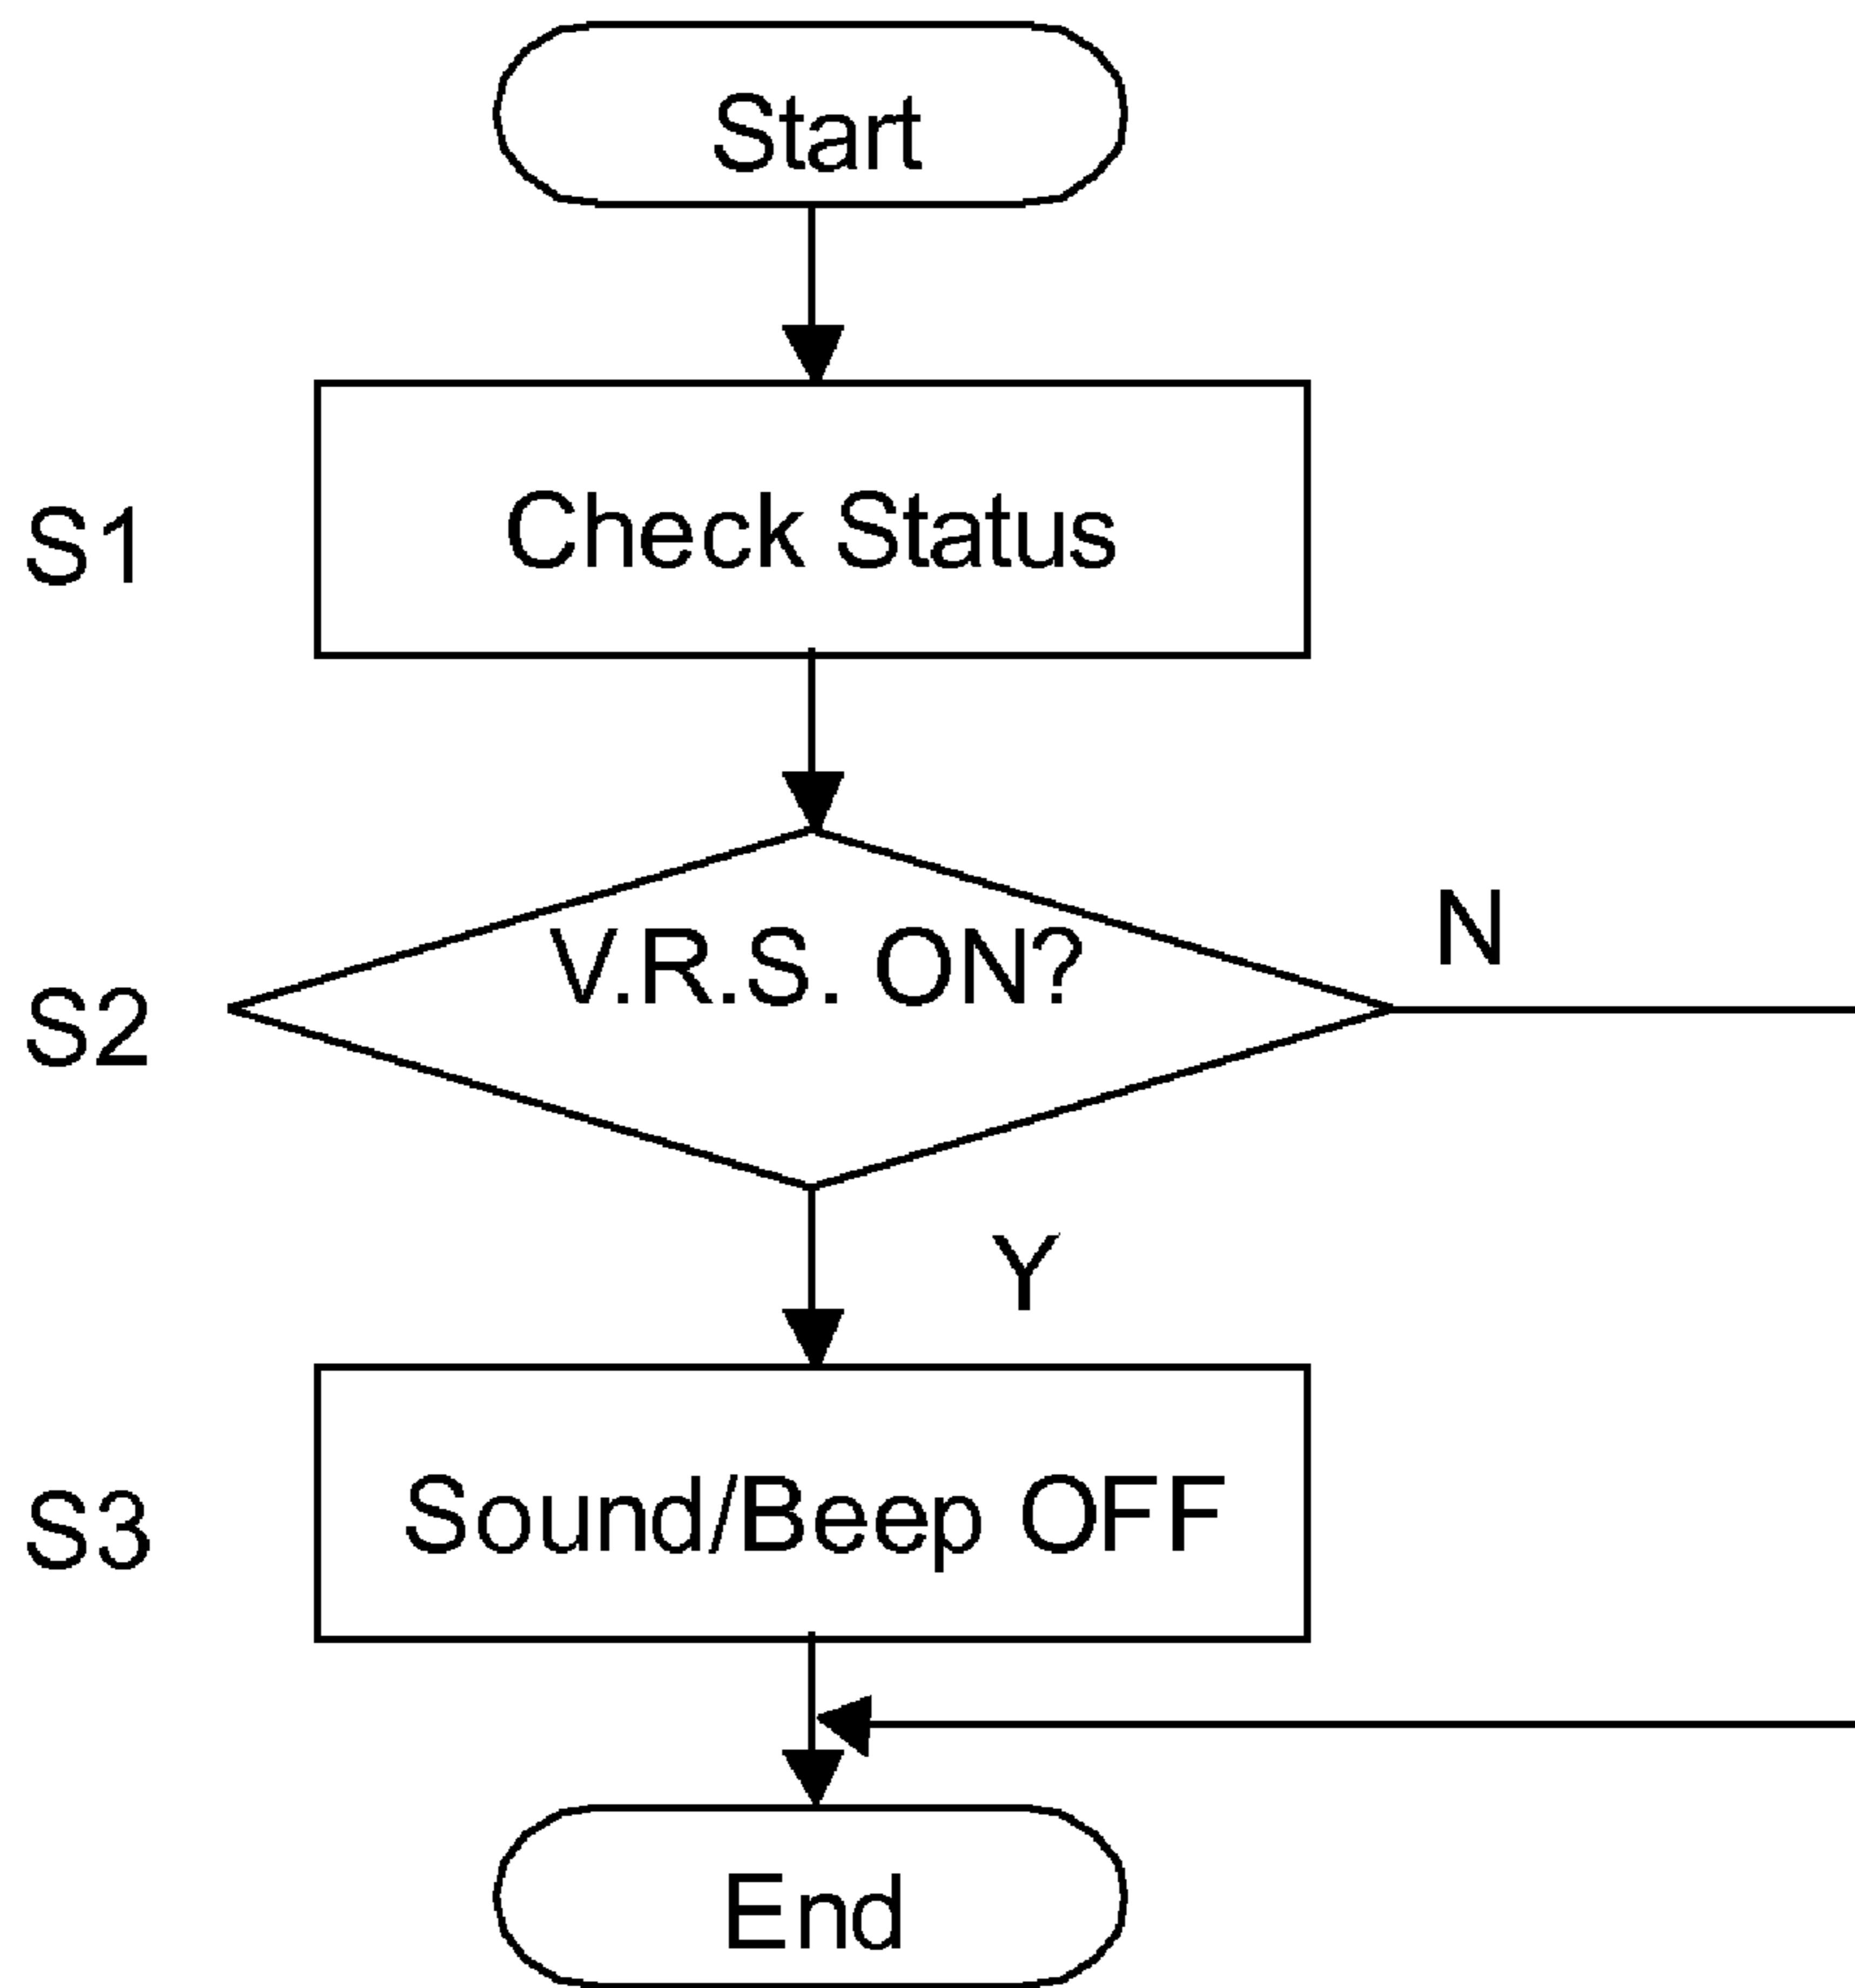 Start
S1
Check Status
S2
V.R.S. ON?
N
Y
S3
Sound/Beep OFF
End